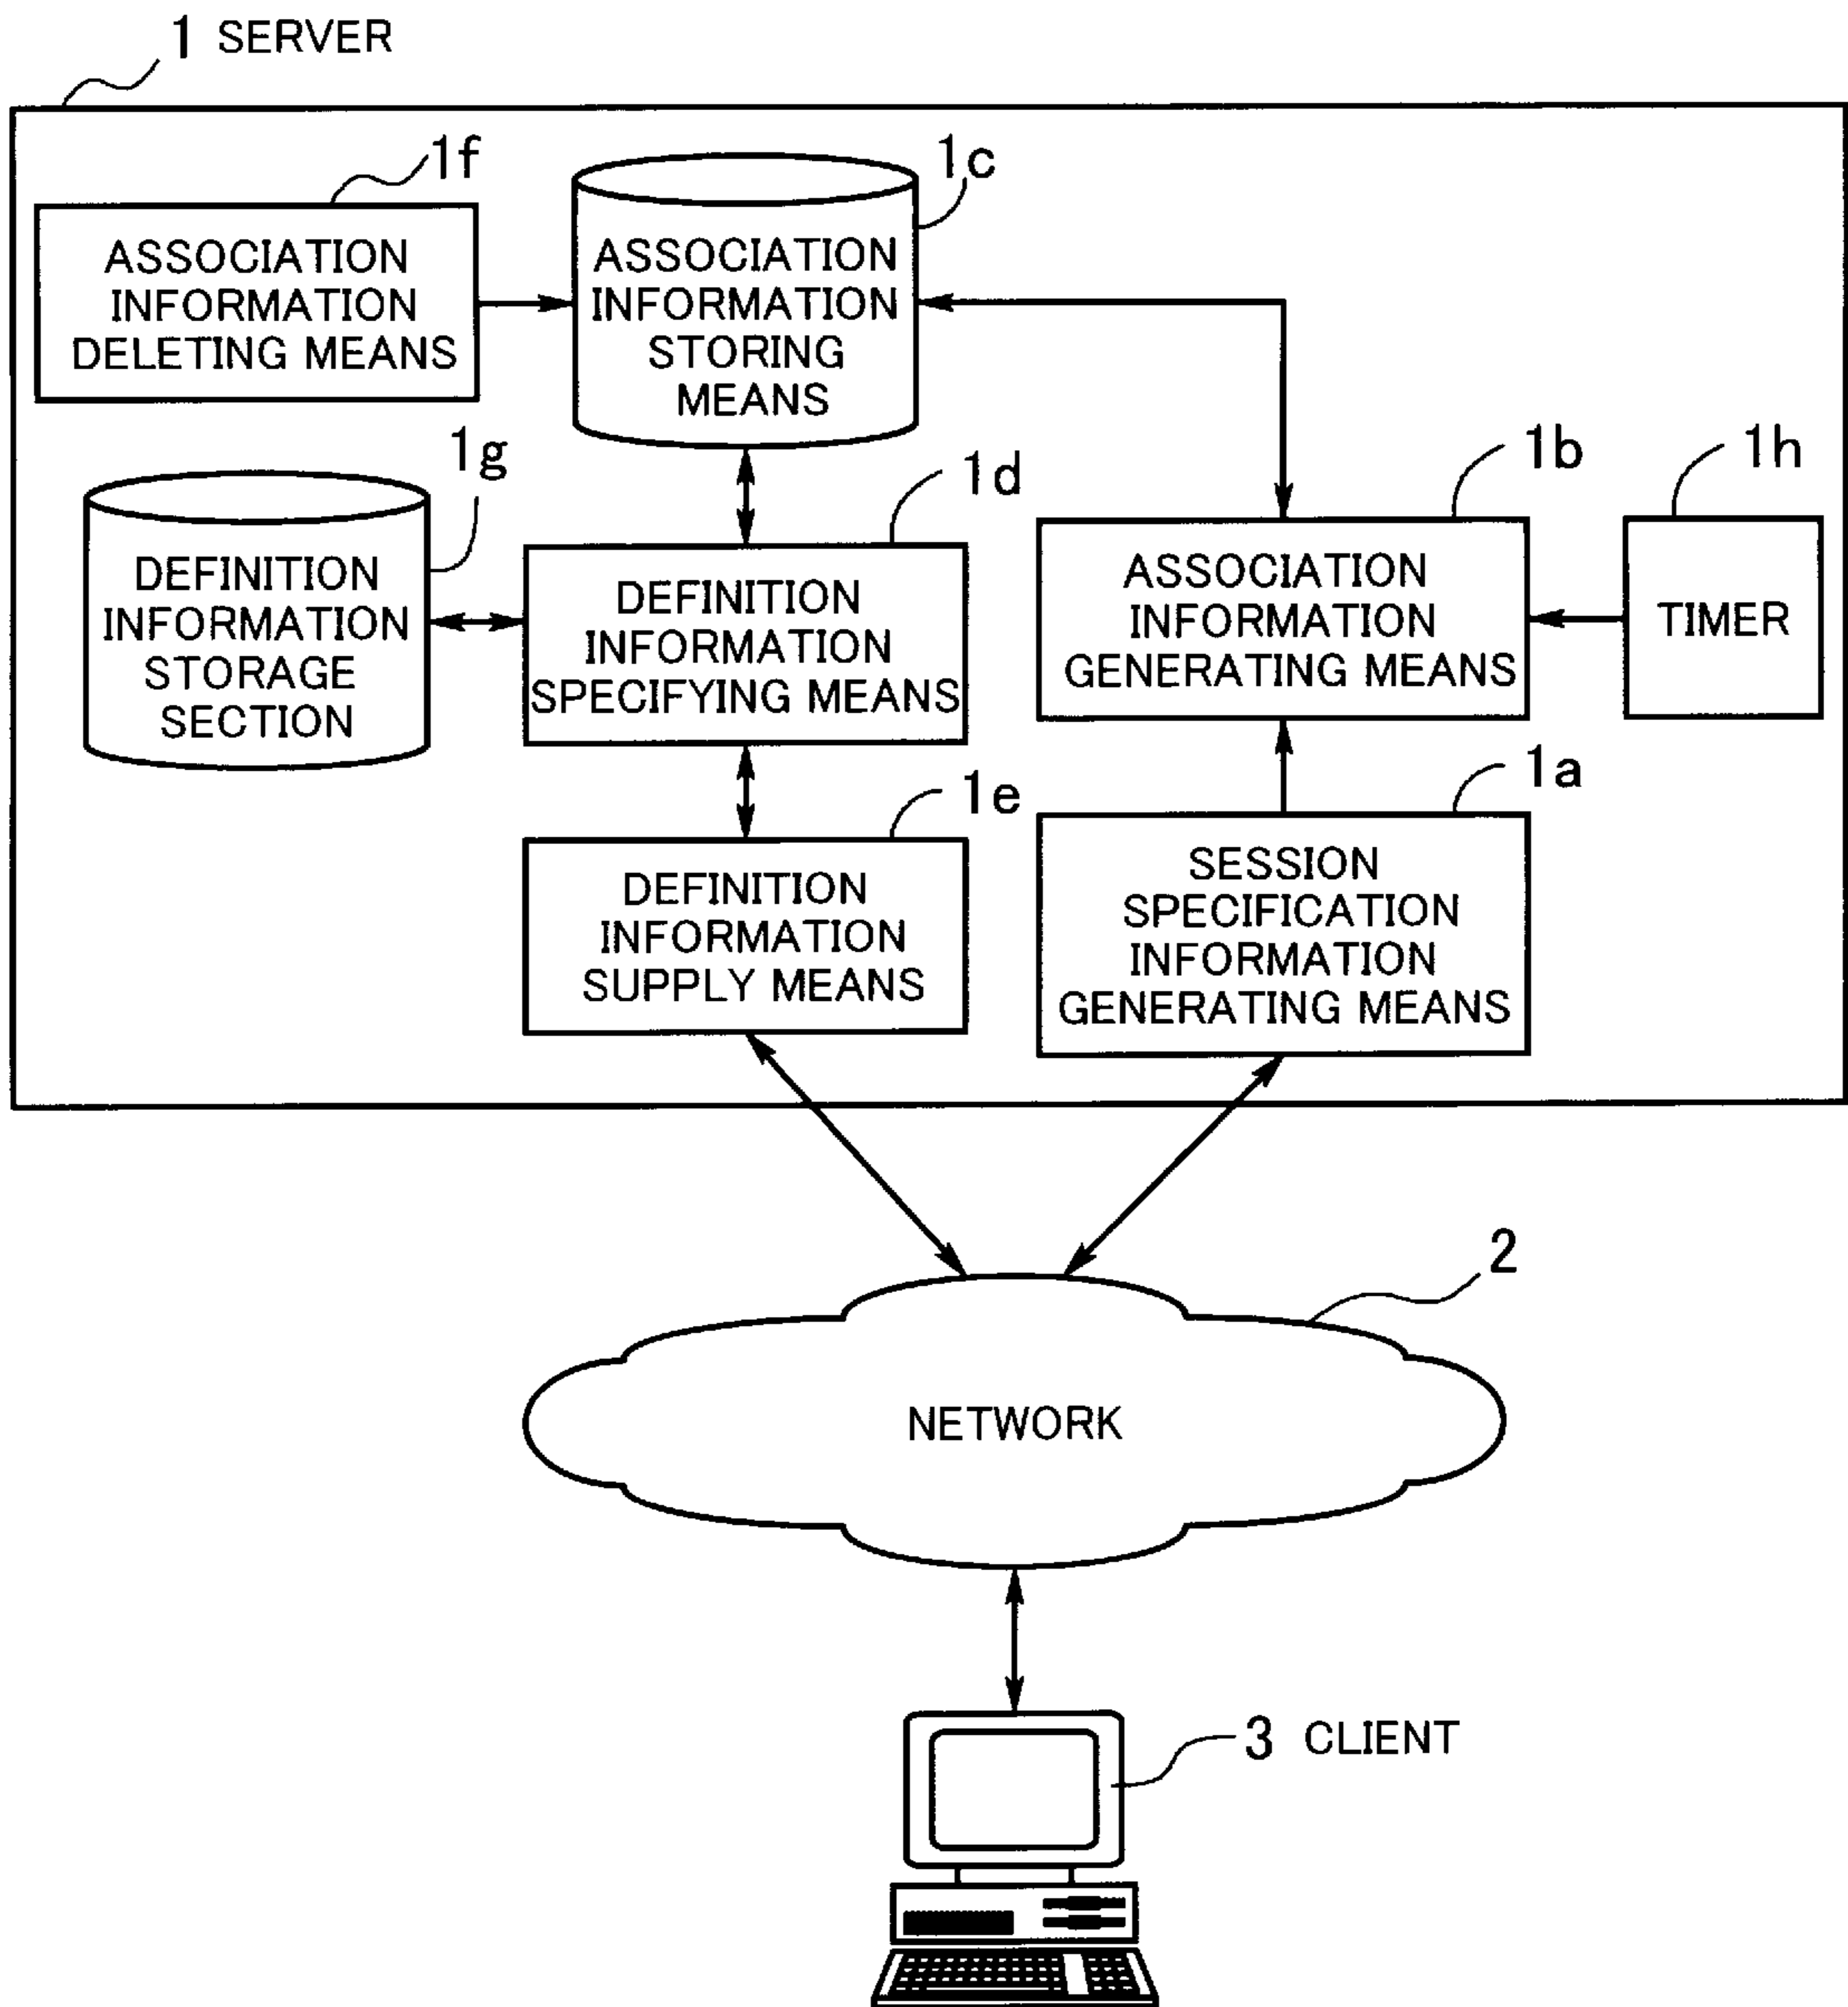 1 SERVER
1f
ASSOCIATION
INFORMATION
DELETING MEANS
1c
ASSOCIATION
INFORMATION
STORING
MEANS
1g
DEFINITION
INFORMATION
STORAGE
SECTION
1d
DEFINITION
INFORMATION
SPECIFYING MEANS
1b
ASSOCIATION
INFORMATION
GENERATING MEANS
1h
TIMER
1e
DEFINITION
INFORMATION
SUPPLY MEANS
1a
SESSION
SPECIFICATION
INFORMATION
GENERATING MEANS
2
NETWORK
3 CLIENT